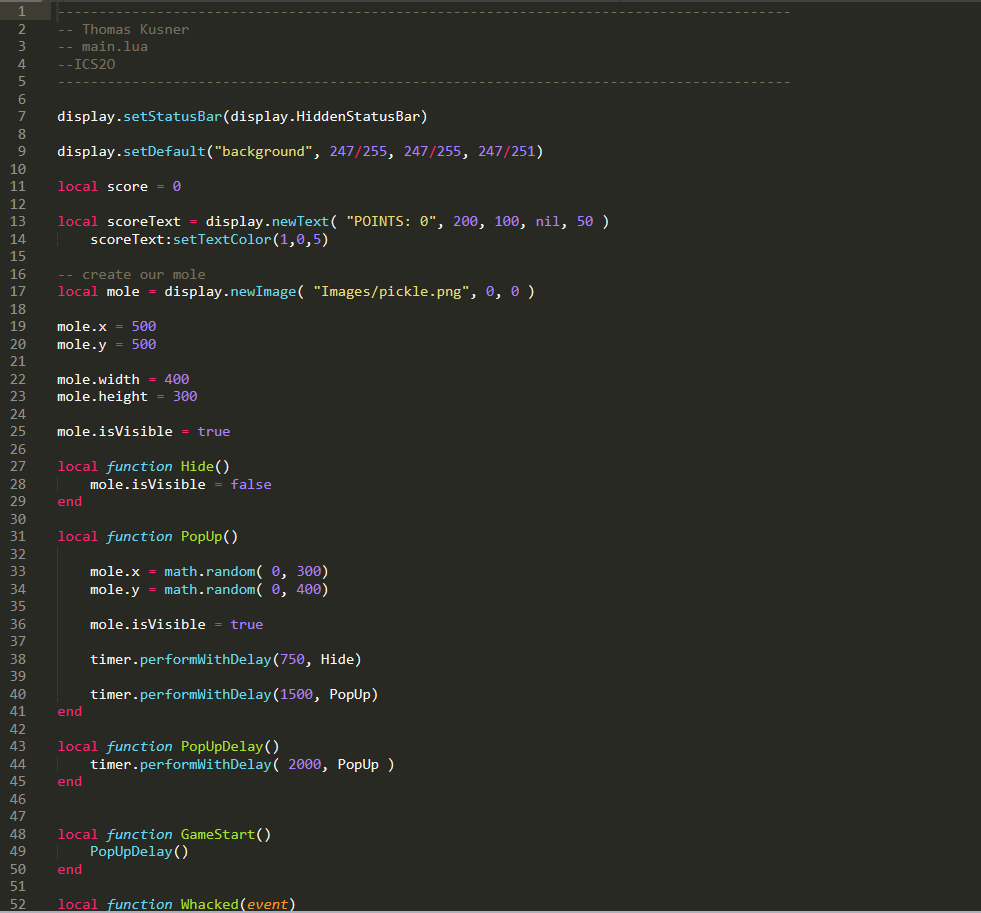 1 -----------------------------------------------------------------------------------------
2 -- Thomas Kusner
3 -- main.lua
4 --ICS2O
5 -----------------------------------------------------------------------------------------
6
7 display.setStatusBar(display.HiddenStatusBar)
8
9 display.setDefault("background", 247/255, 247/255, 247/251)
10
11 local score = 0
12
13 local scoreText = display.newText( "POINTS: 0", 200, 100, nil, 50 )
14     scoreText:setTextColor(1,0,5)
15
16 -- create our mole
17 local mole = display.newImage( "Images/pickle.png", 0, 0 )
18
19 mole.x = 500
20 mole.y = 500
21
22 mole.width = 400
23 mole.height = 300
24
25 mole.isVisible = true
26
27 local function Hide()
28     mole.isVisible = false
29 end
30
31 local function PopUp()
32
33     mole.x = math.random( 0, 300)
34     mole.y = math.random( 0, 400)
35
36     mole.isVisible = true
37
38     timer.performWithDelay(750, Hide)
39
40     timer.performWithDelay(1500, PopUp)
41 end
42
43 local function PopUpDelay()
44     timer.performWithDelay( 2000, PopUp )
45 end
46
47
48 local function GameStart()
49     PopUpDelay()
50 end
51
52 local function Whacked(event)